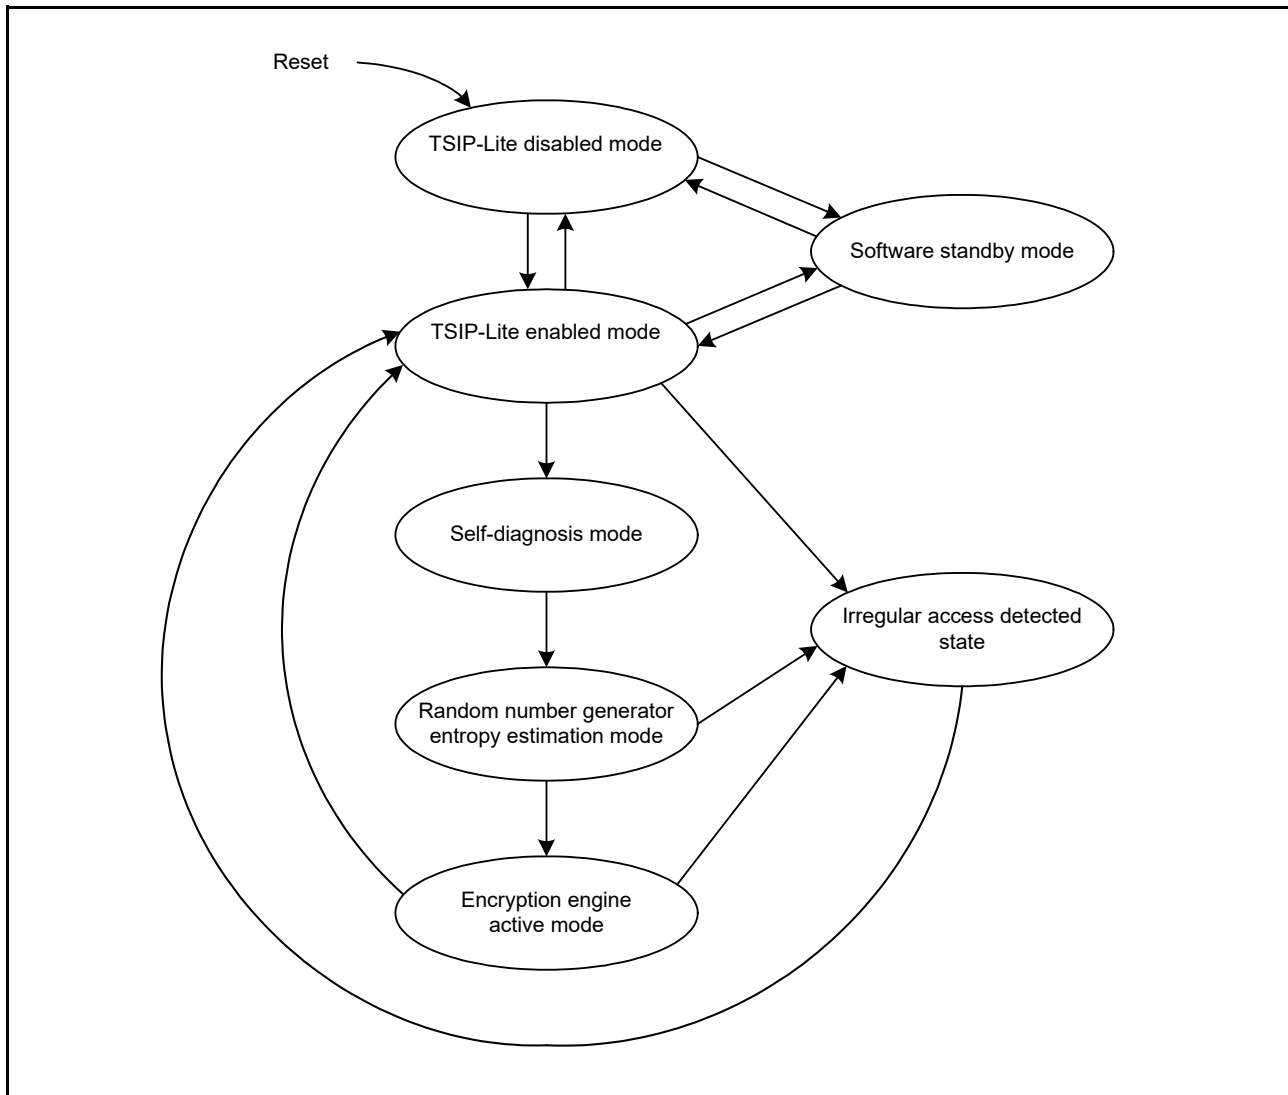 Reset
TSIP-Lite disabled mode
Software standby mode
TSIP-Lite enabled mode
Self-diagnosis mode
Irregular access detected
state
Random number generator
entropy estimation mode
Encryption engine
active mode